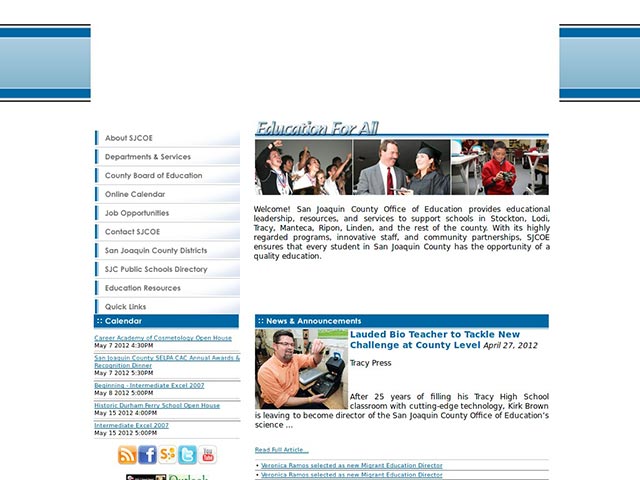 Education For All
About SJCOE
Departments & Services
County Board of Education
Online Calendar
Job Opportunities
Contact SJCOE
San Joaquin County Districts
SJC Public Schools Directory
Education Resources
Quick Links
Welcome! San Joaquin County Office of Education provides educational
leadership, resources, and services to support schools in Stockton, Lodi,
Tracy, Manteca, Ripon, Linden, and the rest of the county. With its highly
regarded programs, innovative staff, and community partnerships, SJCOE
ensures that every student in San Joaquin County has the opportunity of a
quality education.
:: Calendar
Career Academy of Cosmetology Open House
May 7 2012 4:30PM
San Joaquin County SELPA CAC Annual Awards &
Recognition Dinner
May 7 2012 5:30PM
Beginning - Intermediate Excel 2007
May 8 2012 5:00PM
Historic Durham Ferry School Open House
May 15 2012 4:00PM
Intermediate Excel 2007
May 15 2012 5:00PM
You Tube
Outlook
:: News & Announcements
Lauded Bio Teacher to Tackle New
Challenge at County Level April 27, 2012
Tracy Press
After 25 years of filling his Tracy High School
classroom with cutting-edge technology, Kirk Brown
is leaving to become director of the San Joaquin County Office of Education's
science ...
Read Full Article...
• Veronica Ramos selected as new Migrant Education Director
• Veronica Ramos selected as new Migrant Education Director